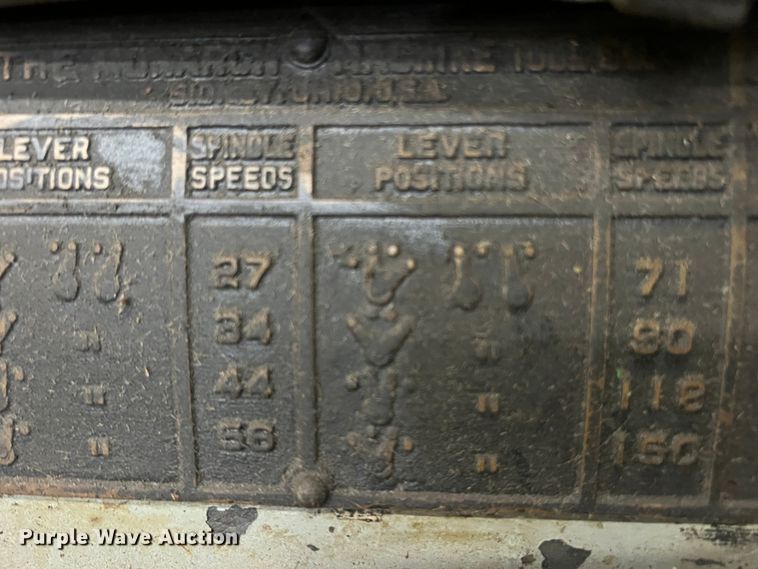 THE MONARCH MACHINE TOOL CO.
SIDNEY, OHIO, U.S.A.
LEVER SPINDLE LEVER SPINDLE
POSITIONS SPEEDS POSITIONS SPEEDS
27 71
" 34 " 90
" 44 " 112
" 56 " 150
Purple Wave Auction